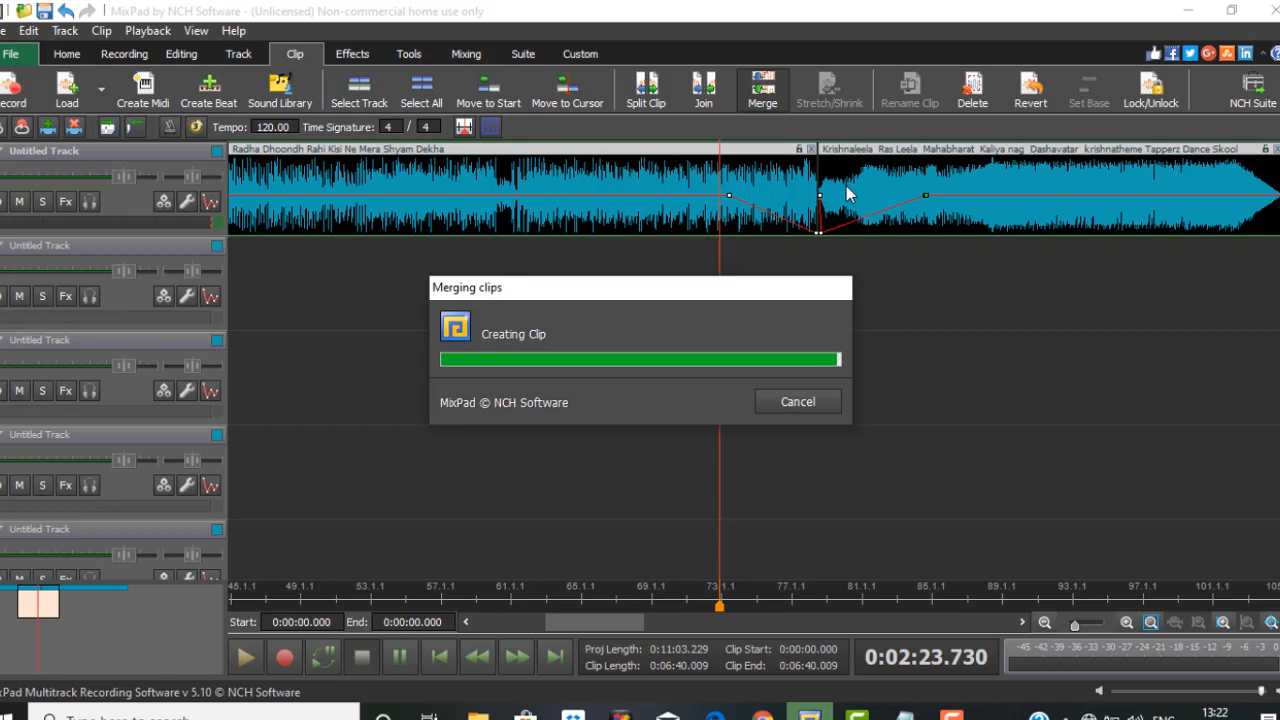 MixPad by NCH Software - (Unlicensed) Non-commercial home use only
Edit Track Clip Playback View Help
File Home Recording Editing Track Clip Effects Tools Mixing Suite Custom
Load Create Midi Create Beat Sound Library Select Track Select All Move to Start Move to Cursor Split Clip Join Merge Stretch/Shrink Rename Clip Delete Revert Set Base Lock/Unlock NCH Suite
Tempo: 120.00 Time Signature: 4 / 4
Untitled Track Radha Dhoondh Rahi Kisi Ne Mera Shyam Dekha Krishnaleela Ras Leela Mahabharat Kaliya nag Dashavatar krishnatheme Tapperz Dance Skool
M S Fx
Untitled Track
M S Fx
Merging clips
Creating Clip
Untitled Track
M S Fx
MixPad © NCH Software Cancel
Untitled Track
M S Fx
Untitled Track
45.1.1 49.1.1 53.1.1 57.1.1 61.1.1 65.1.1 69.1.1 73.1.1 77.1.1 81.1.1 85.1.1 89.1.1 93.1.1 97.1.1 101.1.1
Start: 0:00:00.000 End: 0:00:00.000
Proj Length: 0:11:03.229 Clip Start: 0:00:00.000
Clip Length: 0:06:40.009 Clip End: 0:06:40.009
0:02:23.730
-45 -42 -39 -36 -33 -30 -27 -24 -21 -18 -15 -12 -9 -6 -3 0
xPad Multitrack Recording Software v 5.10 © NCH Software
Type here to search
ENG 13:22